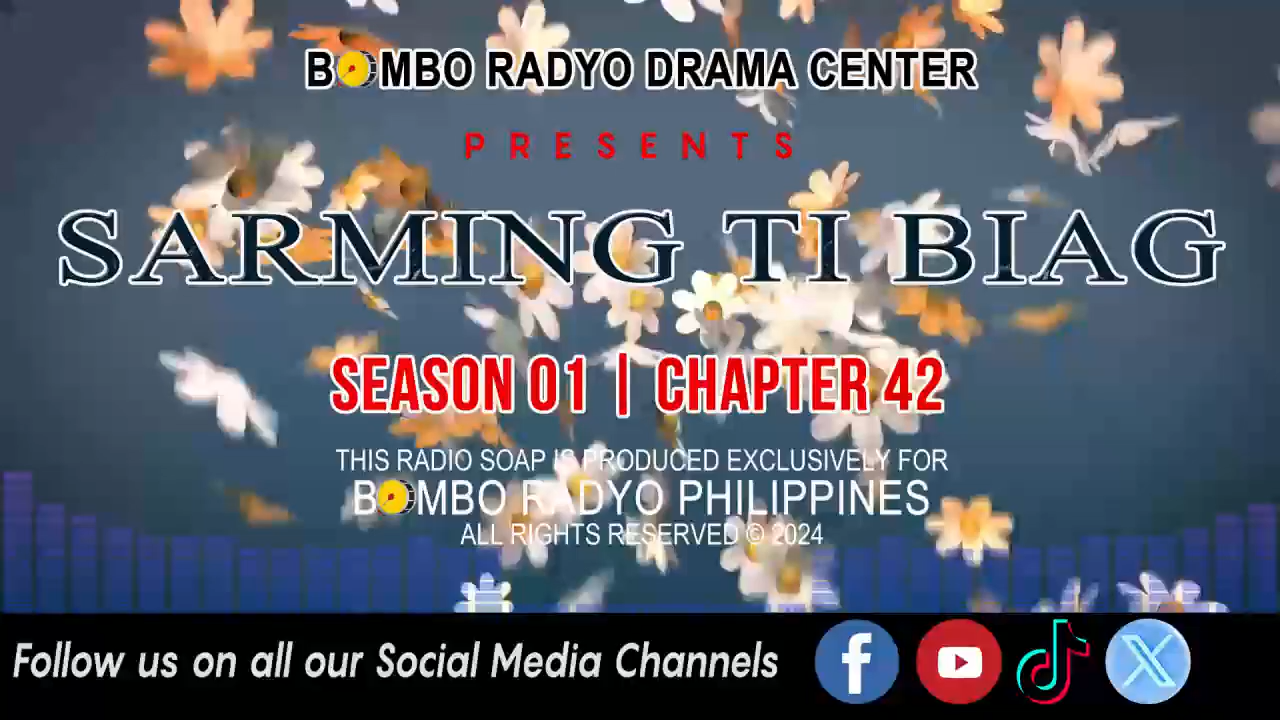 BOMBO RADYO DRAMA CENTER
PRESENTS
SARMING TI BIAG
SEASON 01 | CHAPTER 42
THIS RADIO SOAP IS PRODUCED EXCLUSIVELY FOR
BOMBO RADYO PHILIPPINES
ALL RIGHTS RESERVED © 2024
Follow us on all our Social Media Channels